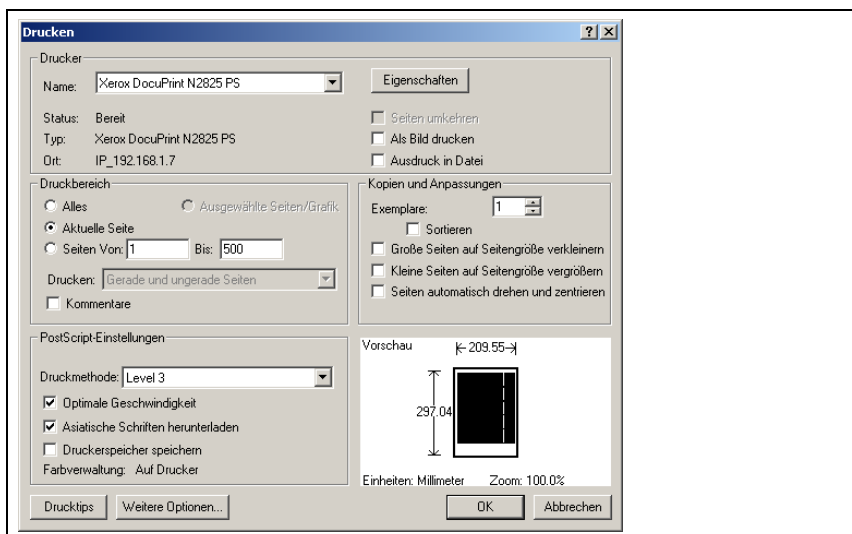 Drucken
Drucker
Name: Xerox DocuPrint N2825 PS
Eigenschaften
Status: Bereit
Seiten umkehren
Typ: Xerox DocuPrint N2825 PS
Als Bild drucken
Ort: IP_192.168.1.7
Ausdruck in Datei
Druckbereich
Alles
Ausgewählte Seiten/Grafik
Aktuelle Seite
Seiten Von: 1 Bis: 500
Drucken: Gerade und ungerade Seiten
Kommentare
Kopien und Anpassungen
Exemplare: 1
Sortieren
Große Seiten auf Seitengröße verkleinern
Kleine Seiten auf Seitengröße vergrößern
Seiten automatisch drehen und zentrieren
PostScript-Einstellungen
Druckmethode: Level 3
Optimale Geschwindigkeit
Asiatische Schriften herunterladen
Druckerspeicher speichern
Farbverwaltung: Auf Drucker
Vorschau
209.55
297.04
Einheiten: Millimeter Zoom: 100.0%
Drucktips
Weitere Optionen...
OK
Abbrechen